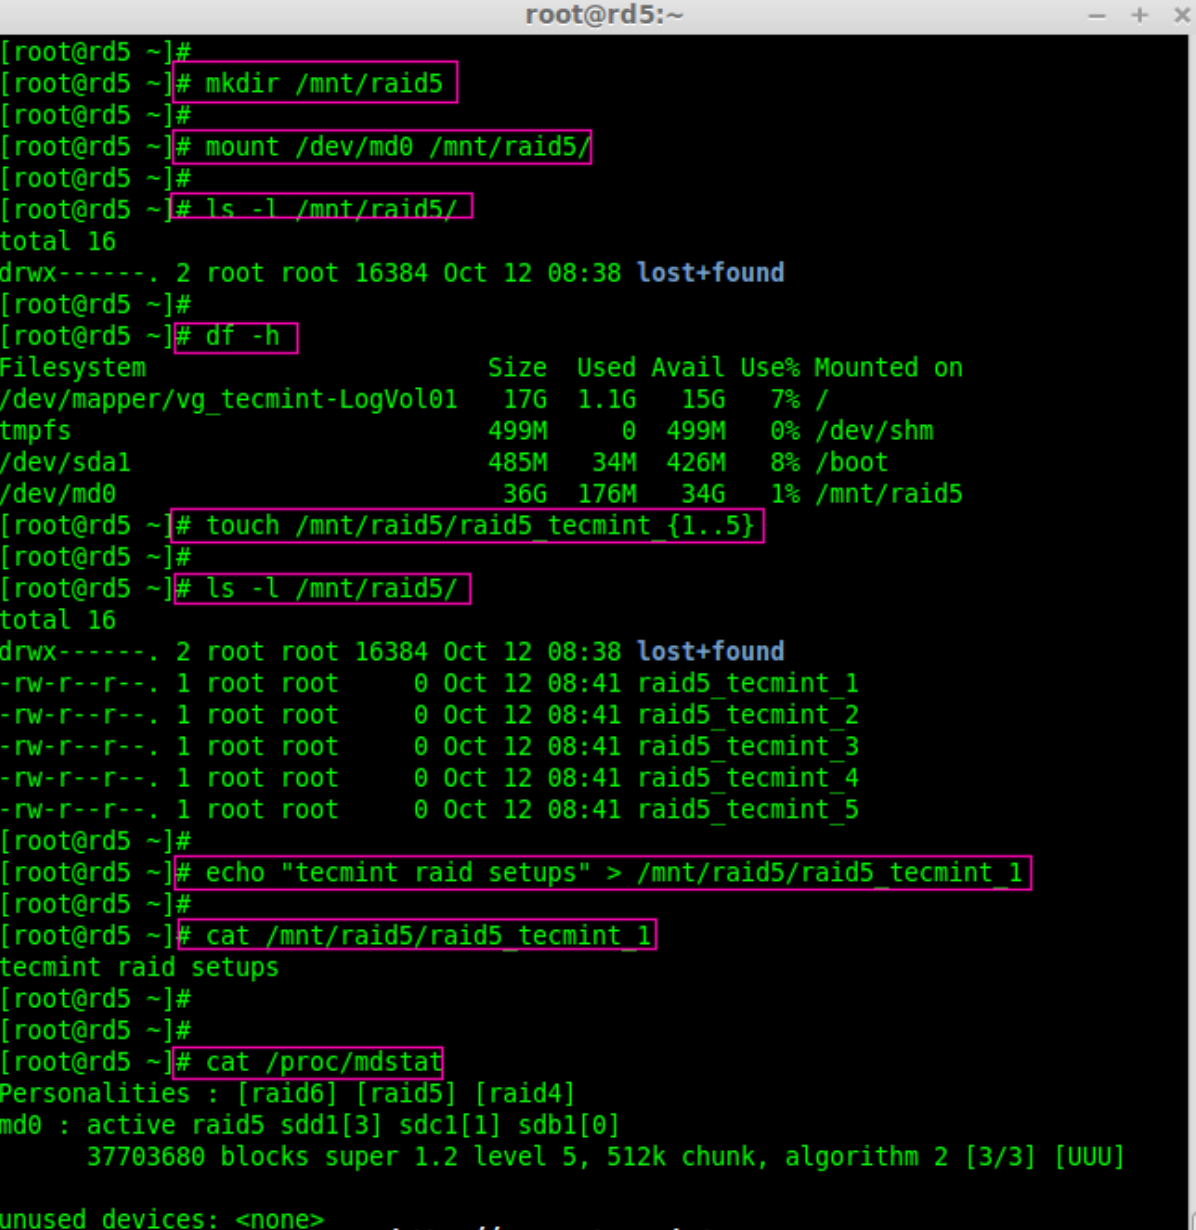 root@rd5:~
[root@rd5 ~]#
[root@rd5 ~]# mkdir /mnt/raid5
[root@rd5 ~]#
[root@rd5 ~]# mount /dev/md0 /mnt/raid5/
[root@rd5 ~]#
[root@rd5 ~]# ls -l /mnt/raid5/
total 16
drwx------. 2 root root 16384 Oct 12 08:38 lost+found
[root@rd5 ~]#
[root@rd5 ~]# df -h
Filesystem                       Size  Used Avail Use% Mounted on
/dev/mapper/vg_tecmint-LogVol01   17G  1.1G   15G   7% /
tmpfs                            499M     0  499M   0% /dev/shm
/dev/sda1                        485M   34M  426M   8% /boot
/dev/md0                          36G  176M   34G   1% /mnt/raid5
[root@rd5 ~]# touch /mnt/raid5/raid5_tecmint_{1..5}
[root@rd5 ~]#
[root@rd5 ~]# ls -l /mnt/raid5/
total 16
drwx------. 2 root root 16384 Oct 12 08:38 lost+found
-rw-r--r--. 1 root root     0 Oct 12 08:41 raid5_tecmint_1
-rw-r--r--. 1 root root     0 Oct 12 08:41 raid5_tecmint_2
-rw-r--r--. 1 root root     0 Oct 12 08:41 raid5_tecmint_3
-rw-r--r--. 1 root root     0 Oct 12 08:41 raid5_tecmint_4
-rw-r--r--. 1 root root     0 Oct 12 08:41 raid5_tecmint_5
[root@rd5 ~]#
[root@rd5 ~]# echo "tecmint raid setups" > /mnt/raid5/raid5_tecmint_1
[root@rd5 ~]#
[root@rd5 ~]# cat /mnt/raid5/raid5_tecmint_1
tecmint raid setups
[root@rd5 ~]#
[root@rd5 ~]#
[root@rd5 ~]# cat /proc/mdstat
Personalities : [raid6] [raid5] [raid4]
md0 : active raid5 sdd1[3] sdc1[1] sdb1[0]
      37703680 blocks super 1.2 level 5, 512k chunk, algorithm 2 [3/3] [UUU]
unused devices: <none>